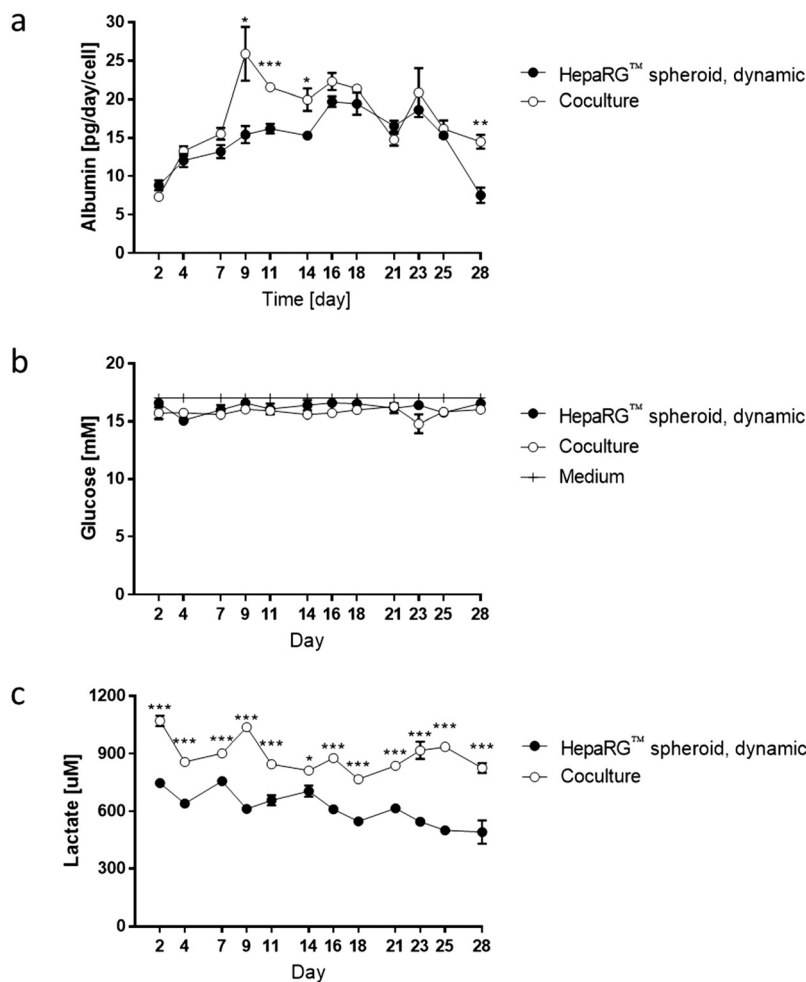 a
30
25
20
15
10
5
0
Albumin [pg/day/cell]
*
***
*
**
2 4 7 9 11 14 16 18 21 23 25 28
Time [day]
HepaRG™ spheroid, dynamic
Coculture
b
20
15
10
5
0
Glucose [mM]
2 4 7 9 11 14 16 18 21 23 25 28
Day
HepaRG™ spheroid, dynamic
Coculture
Medium
c
1200
900
600
300
0
Lactate [uM]
***
***
***
***
***
*
***
***
***
***
***
***
2 4 7 9 11 14 16 18 21 23 25 28
Day
HepaRG™ spheroid, dynamic
Coculture